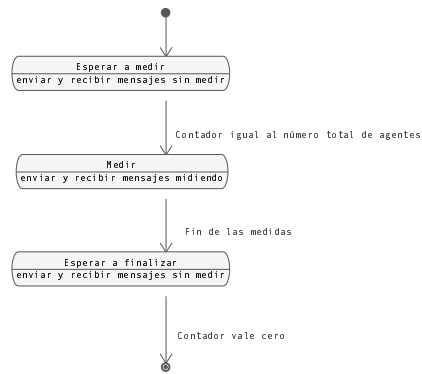 Esperar a medir
enviar y recibir mensajes sin medir
Contador igual al número total de agentes
Medir
enviar y recibir mensajes midiendo
Fin de las medidas
Esperar a finalizar
enviar y recibir mensajes sin medir
Contador vale cero